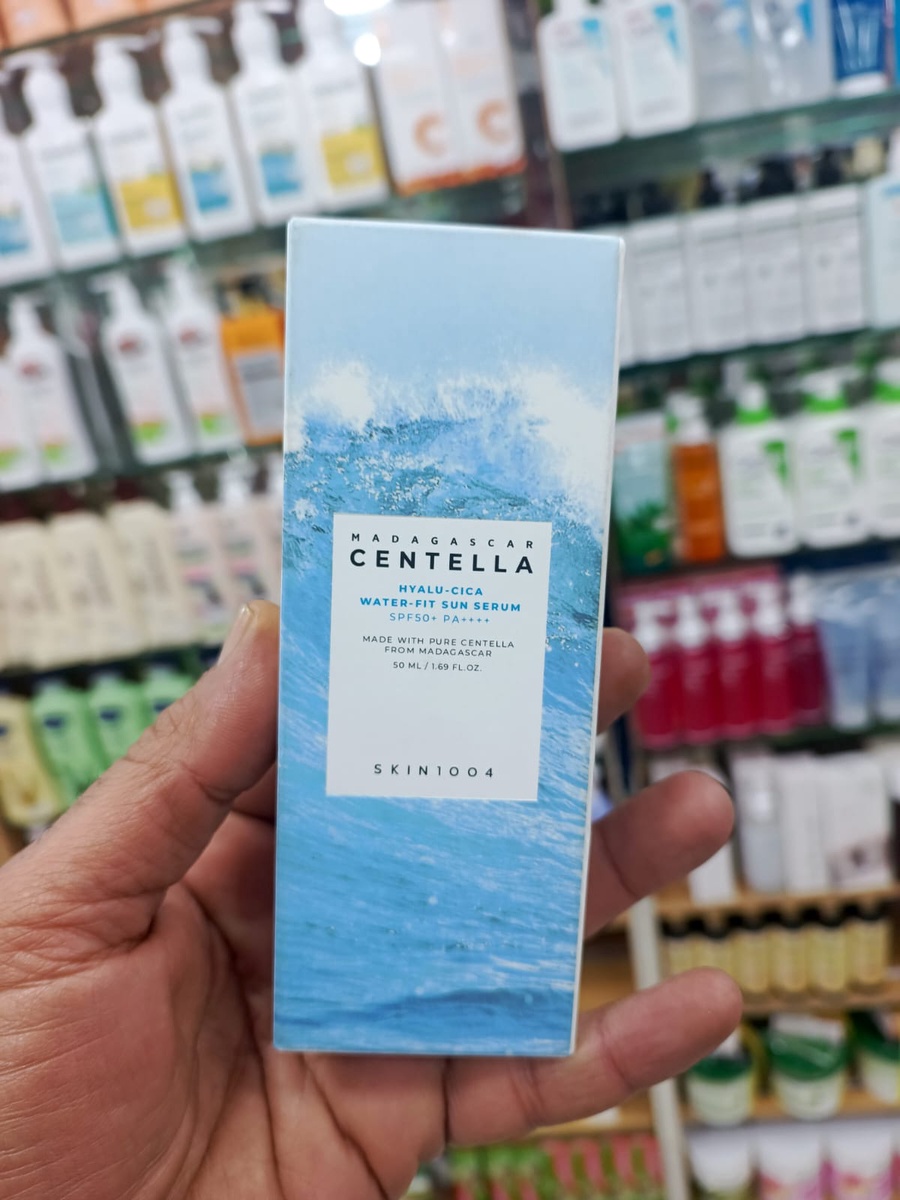 MADAGASCAR
CENTELLA
HYALU-CICA
WATER-FIT SUN SERUM
SPF50+ PA++++
MADE WITH PURE CENTELLA
FROM MADAGASCAR
50 ML / 1.69 FL.OZ.
SKIN1004